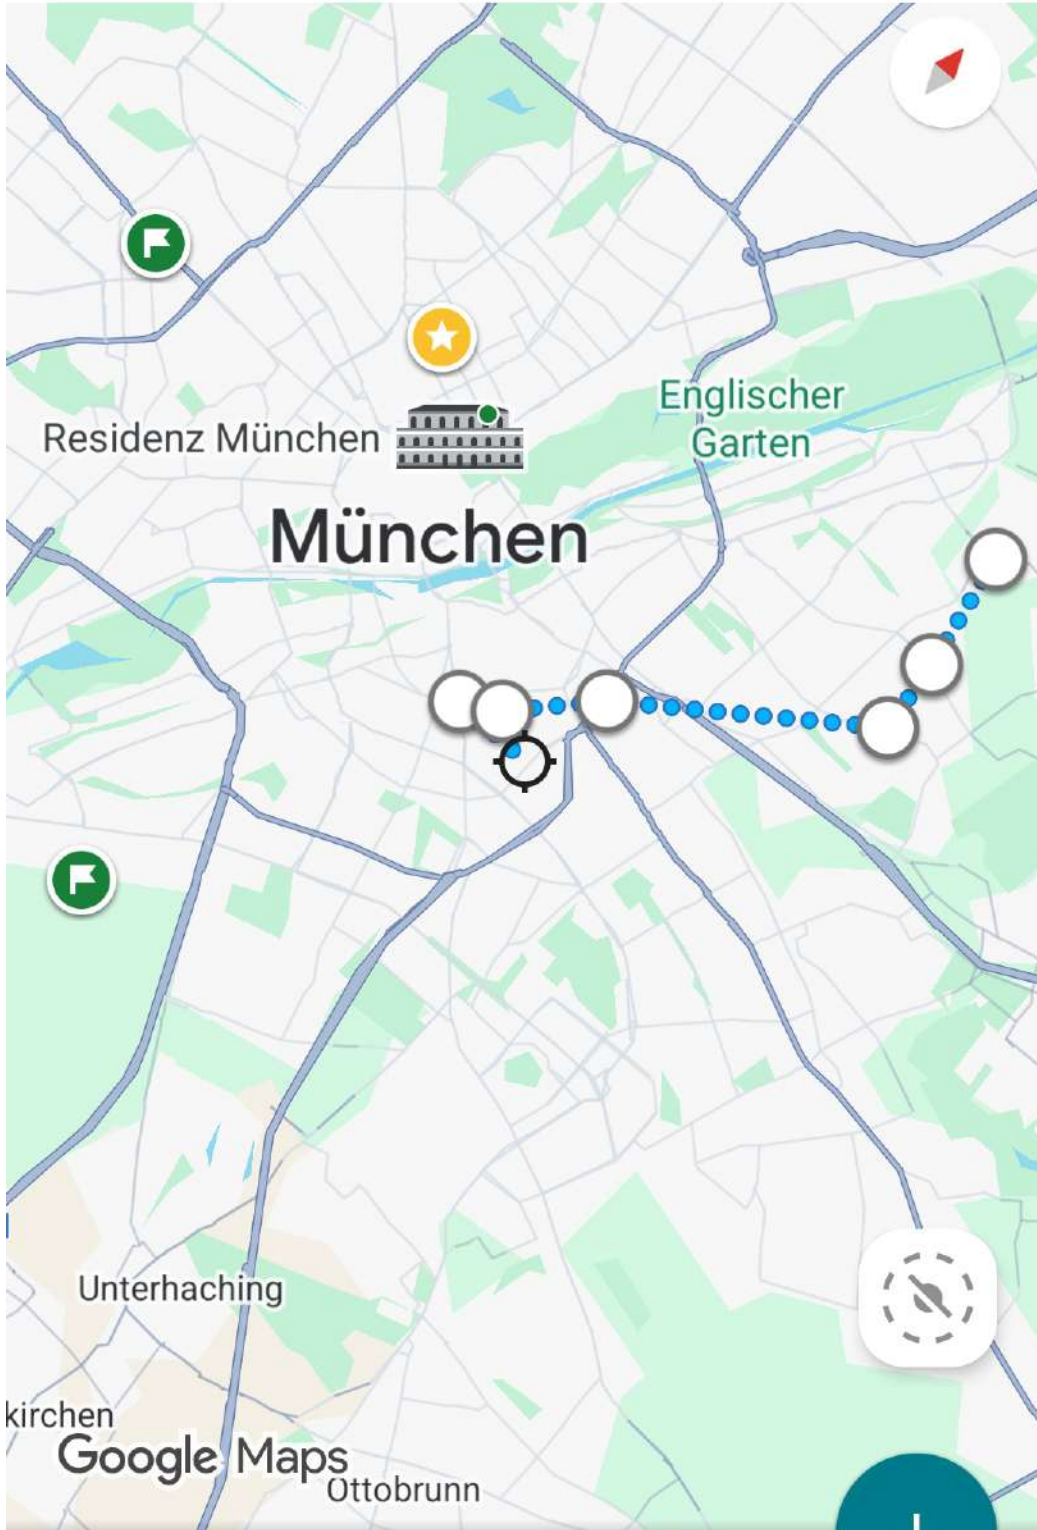 Englischer
Garten
Residenz München
München
Unterhaching
kirchen
Google Maps
Ottobrunn